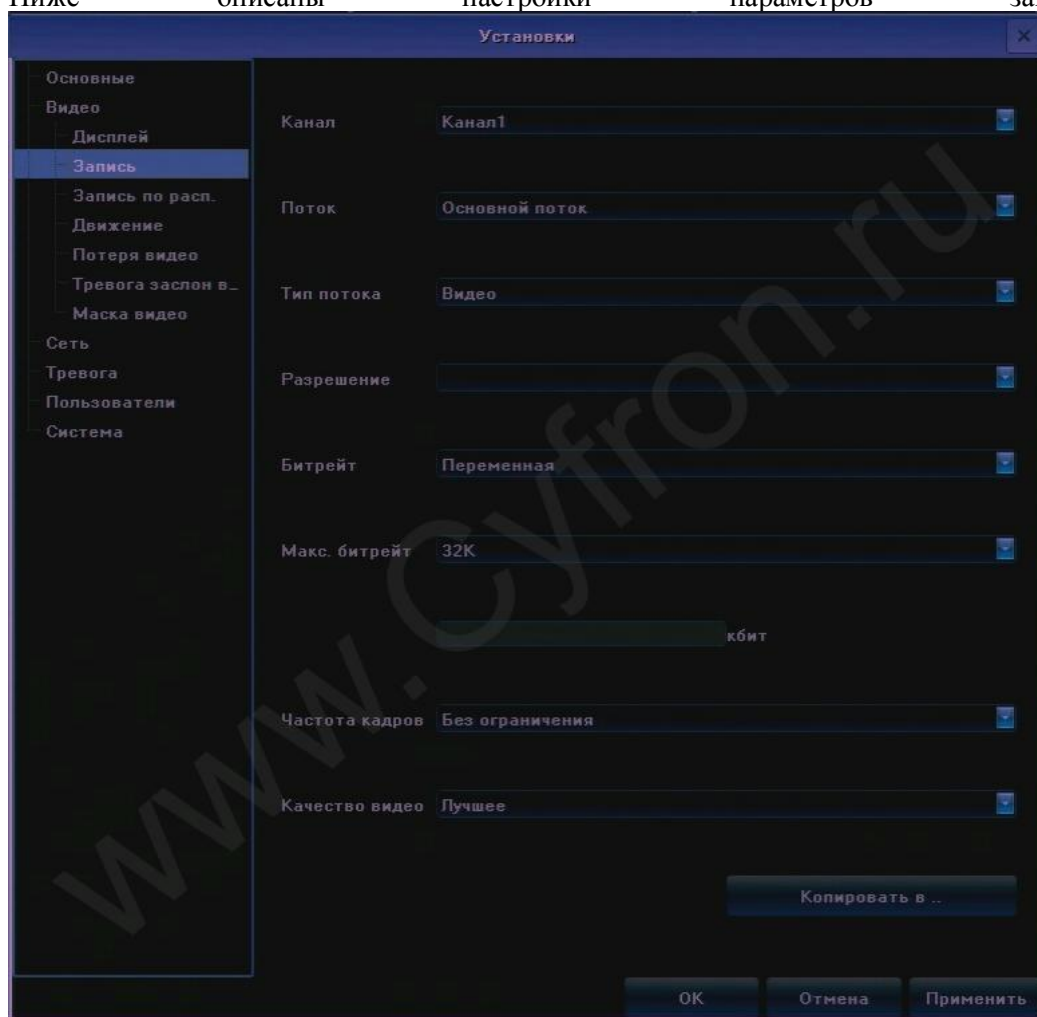 Ниже описаны настройки параметров
Установки
Основные
Видео
Дисплей
Запись
Запись по расп.
Движение
Потеря видео
Тревога заслон в_
Маска видео
Сеть
Тревога
Пользователи
Система
Канал Канал1
Поток Основной поток
Тип потока Видео
Разрешение
Битрейт Переменная
Макс. битрейт 32K
кбит
Частота кадров Без ограничения
Качество видео Лучшее
Копировать в ..
OK Отмена Применить
www.Cyfron.ru